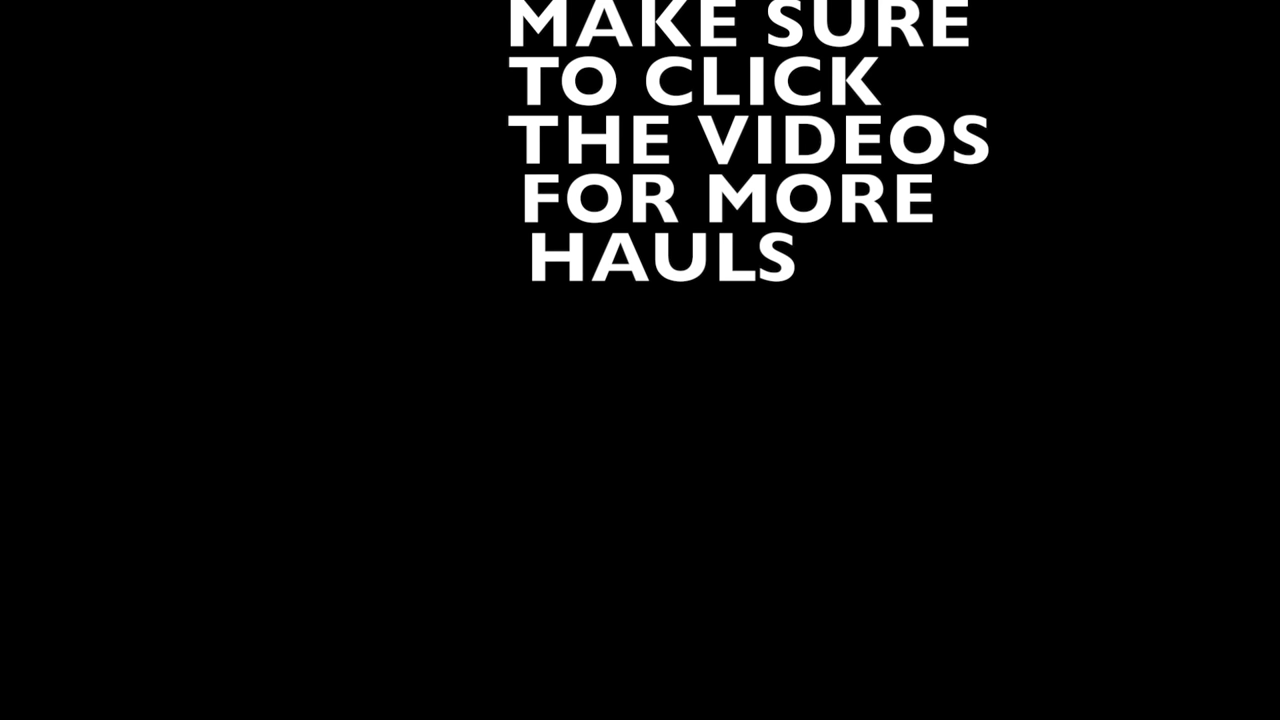 MAKE SURE
TO CLICK
THE VIDEOS
FOR MORE
HAULS